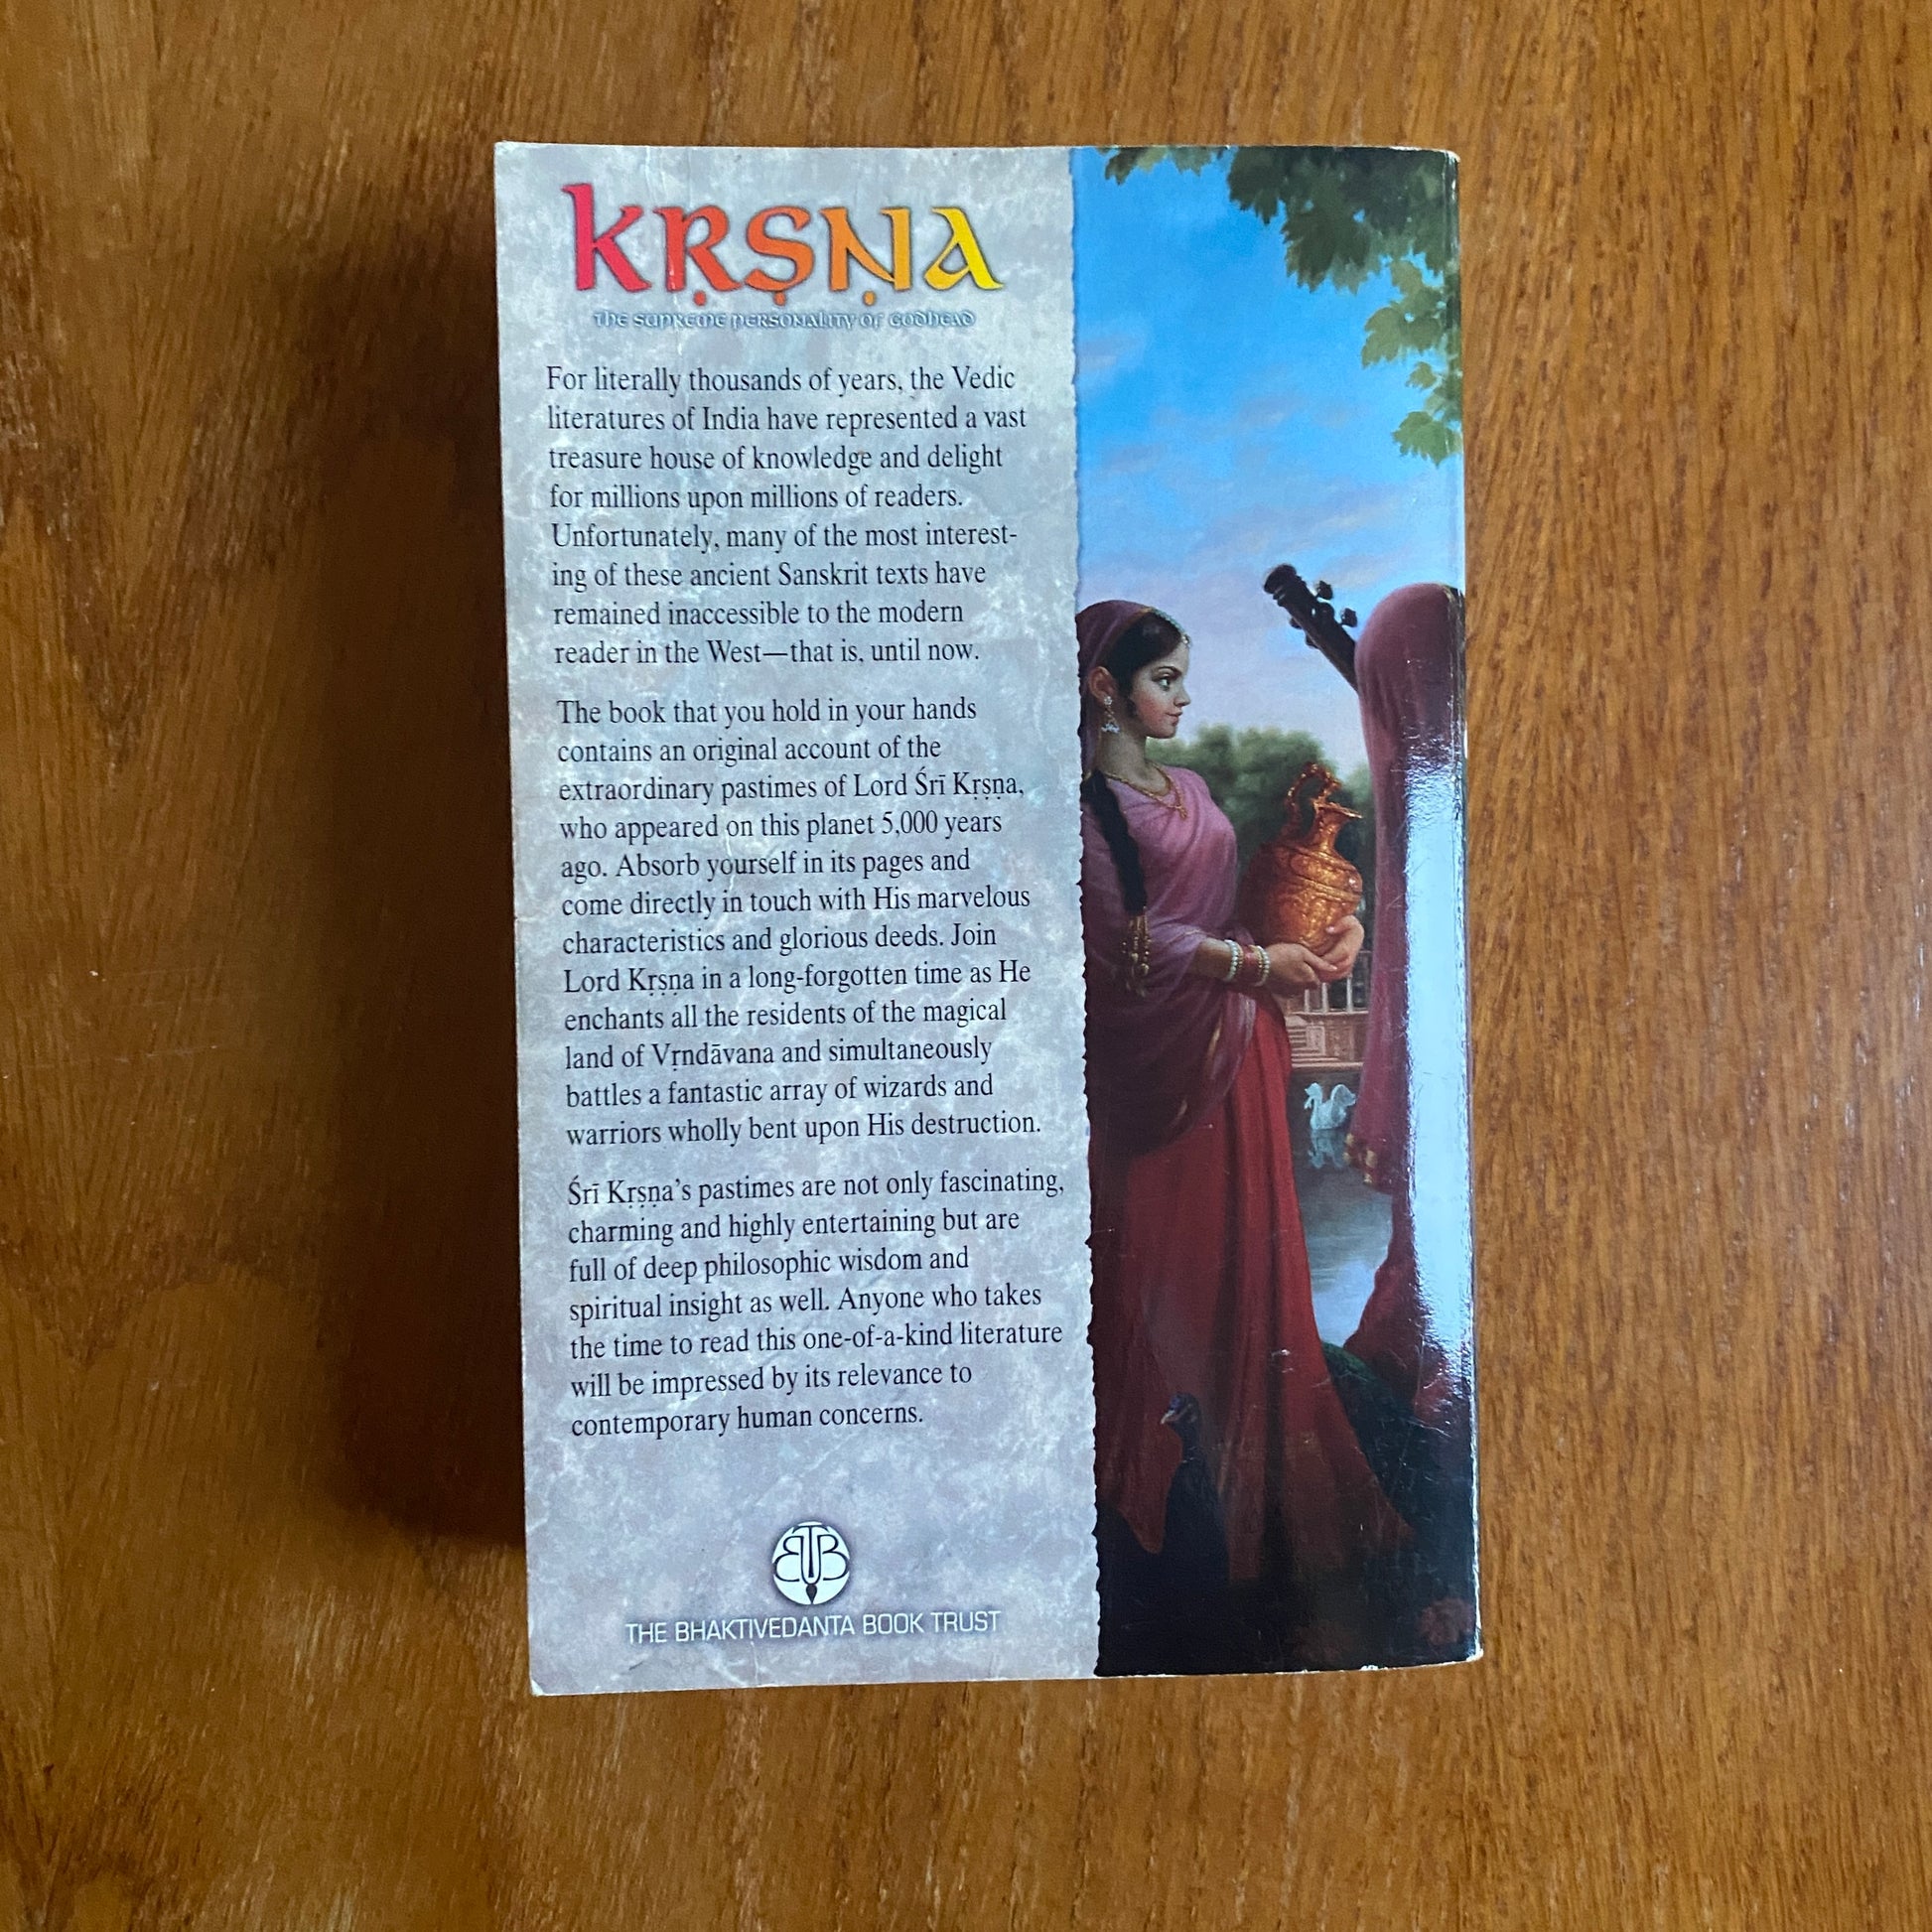 KṚṢṆA
THE SUPREME PERSONALITY OF GODHEAD
For literally thousands of years, the Vedic
literatures of India have represented a vast
treasure house of knowledge and delight
for millions upon millions of readers.
Unfortunately, many of the most interest-
ing of these ancient Sanskrit texts have
remained inaccessible to the modern
reader in the West—that is, until now.
The book that you hold in your hands
contains an original account of the
extraordinary pastimes of Lord Śrī Kṛṣṇa,
who appeared on this planet 5,000 years
ago. Absorb yourself in its pages and
come directly in touch with His marvelous
characteristics and glorious deeds. Join
Lord Kṛṣṇa in a long-forgotten time as He
enchants all the residents of the magical
land of Vṛndāvana and simultaneously
battles a fantastic array of wizards and
warriors wholly bent upon His destruction.
Śrī Kṛṣṇa's pastimes are not only fascinating,
charming and highly entertaining but are
full of deep philosophic wisdom and
spiritual insight as well. Anyone who takes
the time to read this one-of-a-kind literature
will be impressed by its relevance to
contemporary human concerns.
BTB
THE BHAKTIVEDANTA BOOK TRUST